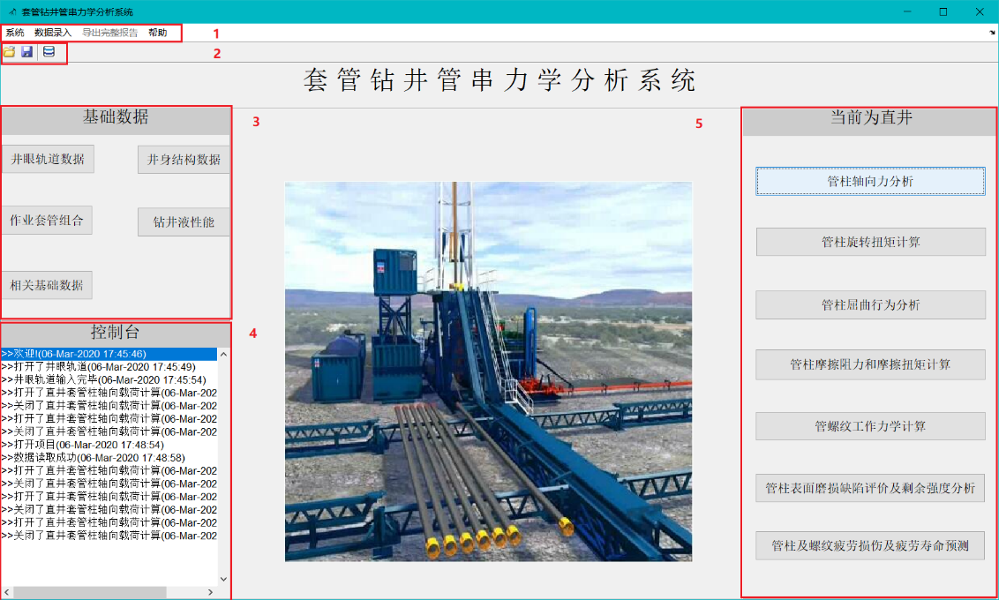 套管钻井管串力学分析系统
系统 数据录入 导出完整报告 帮助
1
2
套管钻井管串力学分析系统
基础数据
3
井眼轨道数据 井身结构数据
作业套管组合 钻井液性能
相关基础数据
控制台
4
>>欢迎!(06-Mar-2020 17:45:46)
>>打开了井眼轨道(06-Mar-2020 17:45:49)
>>井眼轨道输入完毕(06-Mar-2020 17:45:54)
>>打开了直井套管柱轴向载荷计算(06-Mar-202
>>关闭了直井套管柱轴向载荷计算(06-Mar-202
>>打开了直井套管柱轴向载荷计算(06-Mar-202
>>关闭了直井套管柱轴向载荷计算(06-Mar-202
>>打开项目(06-Mar-2020 17:48:54)
>>数据读取成功(06-Mar-2020 17:48:58)
>>打开了直井套管柱轴向载荷计算(06-Mar-202
>>关闭了直井套管柱轴向载荷计算(06-Mar-202
>>打开了直井套管柱轴向载荷计算(06-Mar-202
>>关闭了直井套管柱轴向载荷计算(06-Mar-202
>>打开了直井套管柱轴向载荷计算(06-Mar-202
>>关闭了直井套管柱轴向载荷计算(06-Mar-202
5
当前为直井
管柱轴向力分析
管柱旋转扭矩计算
管柱屈曲行为分析
管柱摩擦阻力和摩擦扭矩计算
管螺纹工作力学计算
管柱表面磨损缺陷评价及剩余强度分析
管柱及螺纹疲劳损伤及疲劳寿命预测